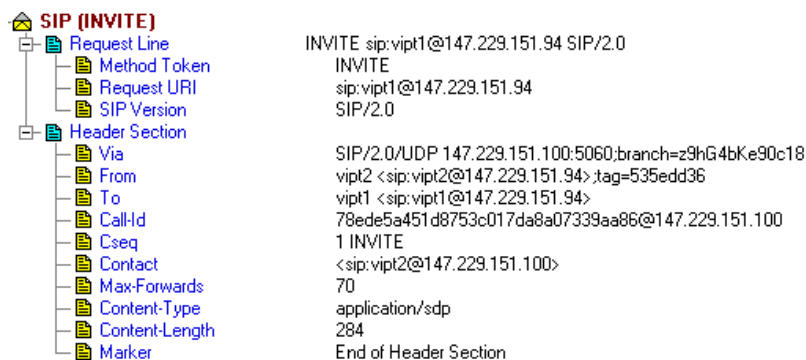 SIP (INVITE)
Request Line INVITE sip:vipt1@147.229.151.94 SIP/2.0
Method Token INVITE
Request URI sip:vipt1@147.229.151.94
SIP Version SIP/2.0
Header Section
Via SIP/2.0/UDP 147.229.151.100:5060;branch=z9hG4bKe90c18
From vipt2 <sip:vipt2@147.229.151.94>;tag=535edd36
To vipt1 <sip:vipt1@147.229.151.94>
Call-Id 78ede5a451d8753c017da8a07339aa86@147.229.151.100
Cseq 1 INVITE
Contact <sip:vipt2@147.229.151.100>
Max-Forwards 70
Content-Type application/sdp
Content-Length 284
Marker End of Header Section